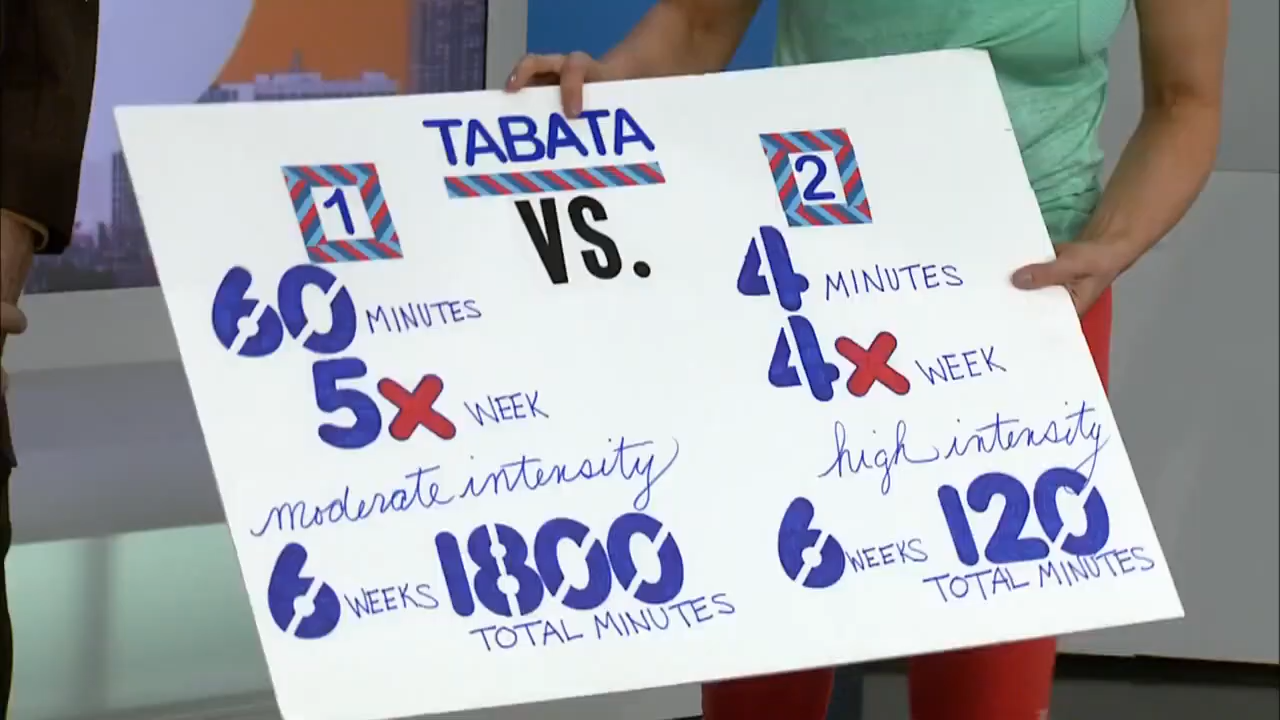 TABATA
VS.
1
60 MINUTES
5x WEEK
moderate intensity
6 WEEKS 1800
TOTAL MINUTES
2
4 MINUTES
4x WEEK
high intensity
6 WEEKS 120
TOTAL MINUTES